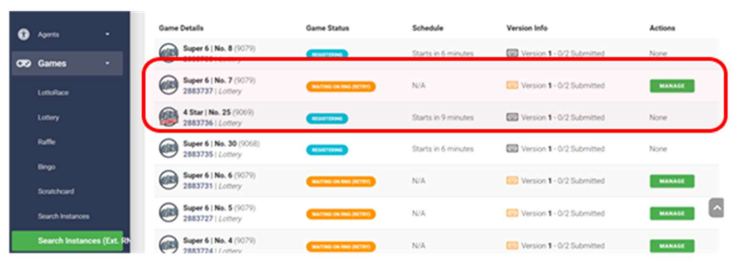 Agents
Games
LottoRace
Lottery
Raffle
Bingo
Scratchcard
Search Instances
Search Instances (Ext. RN
Game Details Game Status Schedule Version Info Actions
Super 6 | No. 8 (9079)
Lottery
REGISTERING Starts in 6 minutes Version 1 - 0/2 Submitted None
Super 6 | No. 7 (9079)
2883737 | Lottery
WAITING ON RNG (RETRY) N/A Version 1 - 0/2 Submitted MANAGE
4 Star | No. 25 (9069)
2883736 | Lottery
REGISTERING Starts in 9 minutes Version 1 - 0/2 Submitted None
Super 6 | No. 30 (9068)
2883735 | Lottery
REGISTERING Starts in 6 minutes Version 1 - 0/2 Submitted None
Super 6 | No. 6 (9079)
2883731 | Lottery
WAITING ON RNG (RETRY) N/A Version 1 - 0/2 Submitted MANAGE
Super 6 | No. 5 (9079)
2883727 | Lottery
WAITING ON RNG (RETRY) N/A Version 1 - 0/2 Submitted MANAGE
Super 6 | No. 4 (9079)
2883724 | Lottery
WAITING ON RNG (RETRY) N/A Version 1 - 0/2 Submitted MANAGE